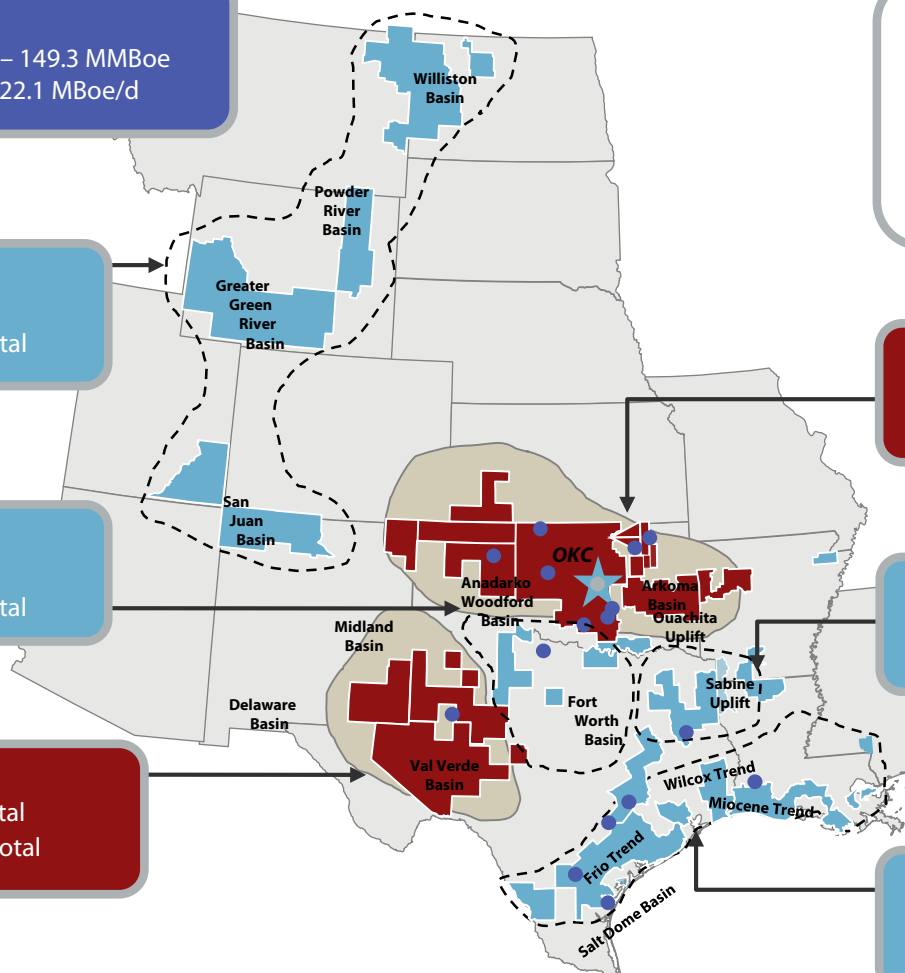 – 149.3 MMBoe
22.1 MBoe/d
Williston
Basin
Powder
River
Basin
Greater
Green
River
Basin
tal
San
Juan
Basin
OKC
Anadarko
Woodford
Basin
Arkoma
Basin
Ouachita
Uplift
tal
Midland
Basin
Delaware
Basin
Fort
Worth
Basin
Sabine
Uplift
Val Verde
Basin
Wilcox Trend
Miocene Trend
tal
otal
Frio Trend
Salt Dome Basin